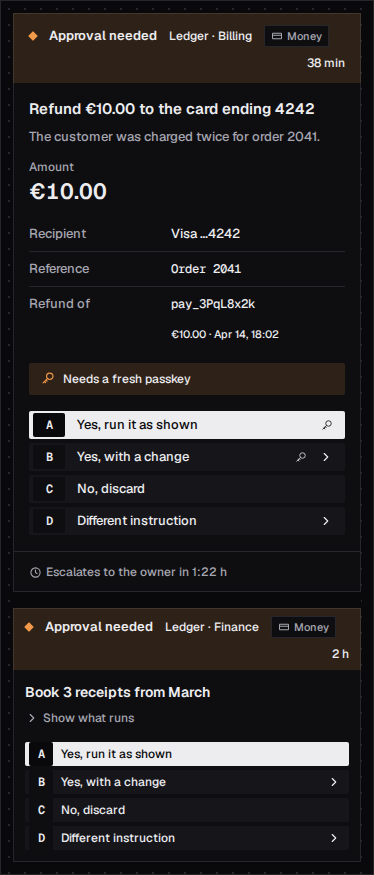 Approval needed Ledger · Billing Money
38 min
Refund €10.00 to the card ending 4242
The customer was charged twice for order 2041.
Amount
€10.00
Recipient Visa …4242
Reference Order 2041
Refund of pay_3PqL8x2k
€10.00 · Apr 14, 18:02
Needs a fresh passkey
A Yes, run it as shown
B Yes, with a change
C No, discard
D Different instruction
Escalates to the owner in 1:22 h
Approval needed Ledger · Finance Money
2 h
Book 3 receipts from March
Show what runs
A Yes, run it as shown
B Yes, with a change
C No, discard
D Different instruction